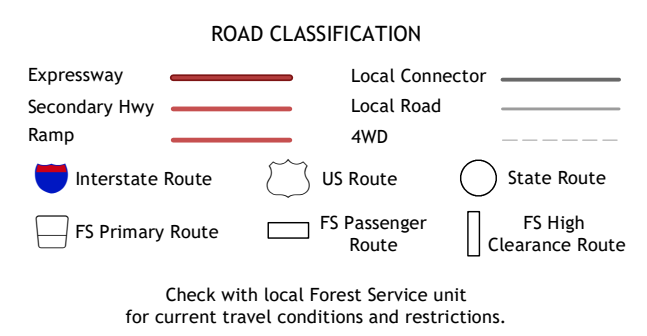 ROAD CLASSIFICATION
Expressway
Local Connector
Secondary Hwy
Local Road
Ramp
4WD
Interstate Route
US Route
State Route
FS Primary Route
FS Passenger
Route
FS High
Clearance Route
Check with local Forest Service unit
for current travel conditions and restrictions.